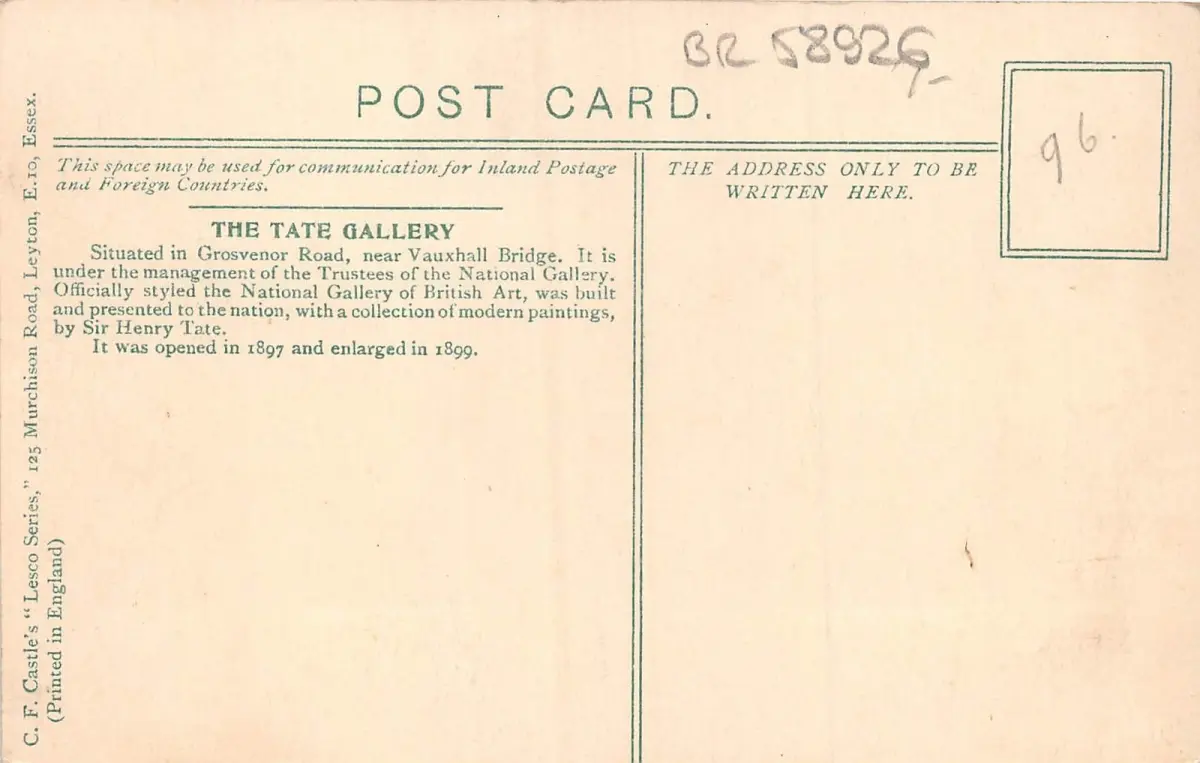 BR 58926
POST CARD.
96.
This space may be used for communication for Inland Postage
and Foreign Countries.
THE ADDRESS ONLY TO BE
WRITTEN HERE.
THE TATE GALLERY
Situated in Grosvenor Road, near Vauxhall Bridge. It is
under the management of the Trustees of the National Gallery.
Officially styled the National Gallery of British Art, was built
and presented to the nation, with a collection of modern paintings,
by Sir Henry Tate.
It was opened in 1897 and enlarged in 1899.
C. F. Castle's “Lesco Series,” 125 Murchison Road, Leyton, E.10, Essex.
(Printed in England)